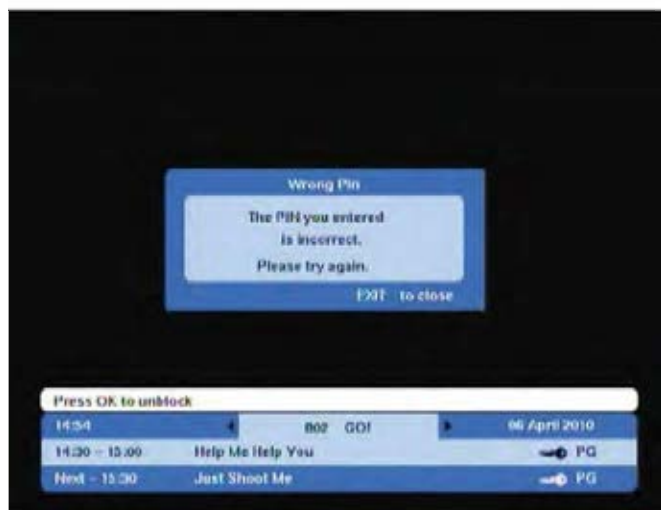 Wrong Pin
The PIN you entered
is incorrect.
Please try again.
EXIT to close
Press OK to unblock
14:54 802 GO! 06 April 2010
14:30 - 15:00 Help Me Help You PG
Next - 15:30 Just Shoot Me PG